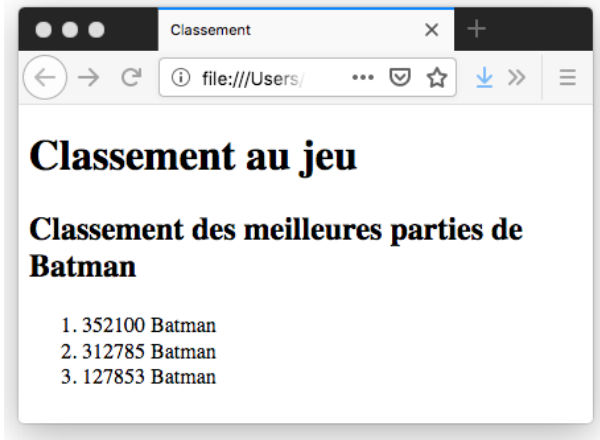 Classement
file:///Users/
Classement au jeu
Classement des meilleures parties de
Batman
1. 352100 Batman
2. 312785 Batman
3. 127853 Batman